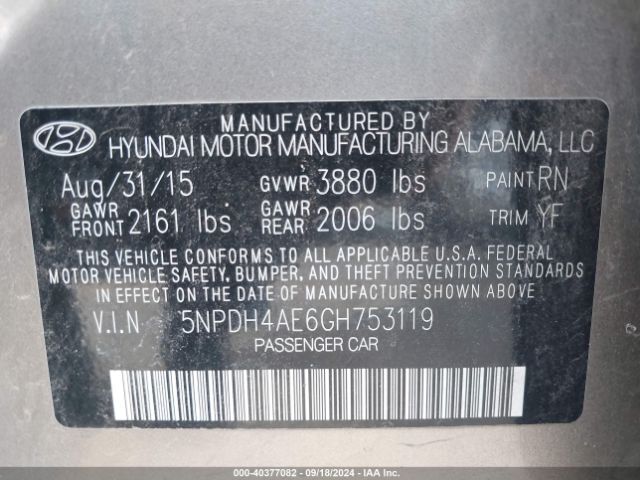 MANUFACTURED BY
HYUNDAI MOTOR MANUFACTURING ALABAMA, LLC
Aug/31/15 GVWR 3880 lbs PAINT RN
GAWR FRONT 2161 lbs GAWR REAR 2006 lbs TRIM YF
THIS VEHICLE CONFORMS TO ALL APPLICABLE U.S.A. FEDERAL
MOTOR VEHICLE SAFETY, BUMPER, AND THEFT PREVENTION STANDARDS
IN EFFECT ON THE DATE OF MANUFACTURE SHOWN ABOVE
V.I.N 5NPDH4AE6GH753119
PASSENGER CAR
000-40377082 - 09/18/2024 - IAA Inc.